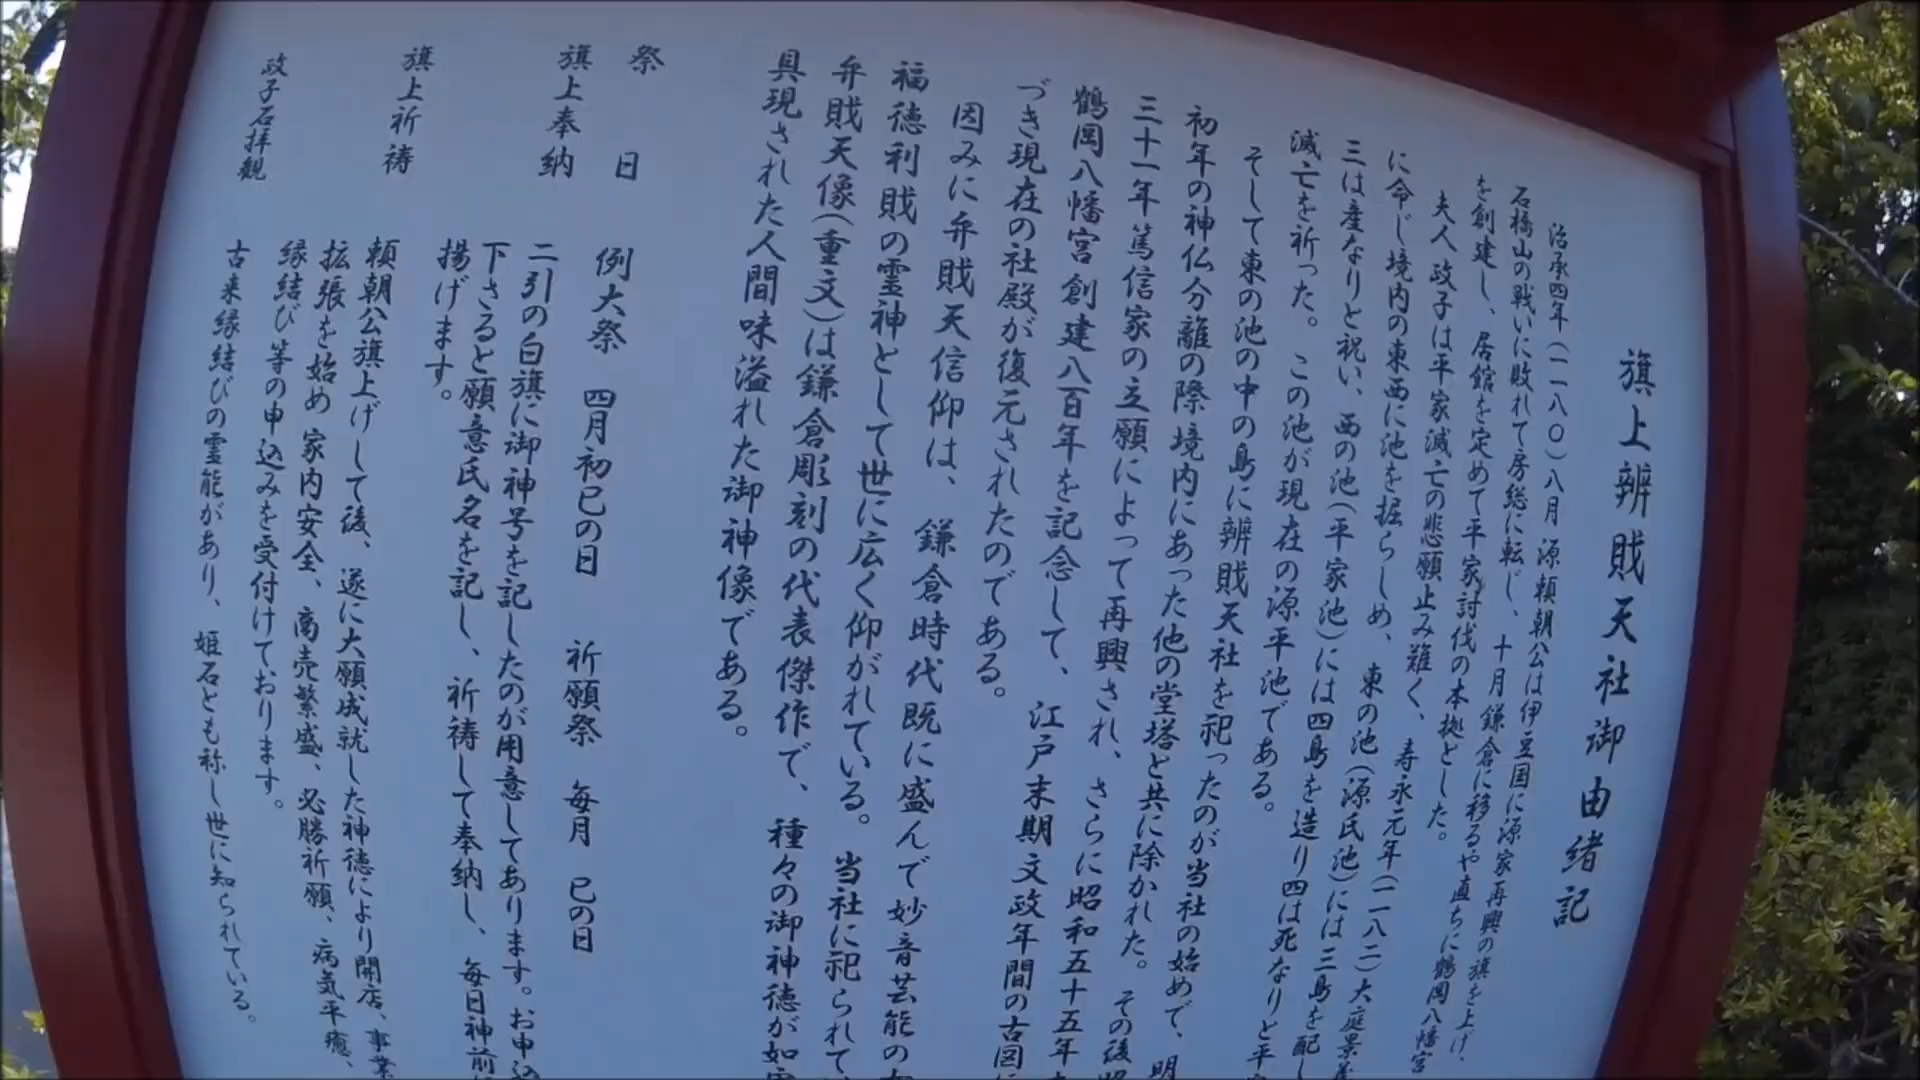 旗上辨賎天社御由緒記
治承四年（一一八〇）八月 源頼朝公は伊豆国に源家再興の旗を上げ、
石橋山の戦いに敗れて房総に転じ、十月鎌倉に移るや直ちに鶴岡八幡宮
を創建し、居館を定めて平家討伐の本拠とした。
夫人政子は平家滅亡の悲願止み難く、寿永元年（一一八二）大庭景
に命じ境内の東西に池を掘らしめ、東の池（源氏池）には三島を配し
三は産なりと祝い、西の池（平家池）には四島を造り四は死なりと平
滅亡を祈った。この池が現在の源平池である。
そして東の池の中の島に辨賎天社を祀ったのが当社の始めで、明
初年の神仏分離の際境内にあった他の堂塔と共に除かれた。その後昭
三十一年篤信家の立願によって再興され、さらに昭和五十五年
鶴岡八幡宮創建八百年を記念して、江戸末期文政年間の古図に
づき現在の社殿が復元されたのである。
因みに弁賎天信仰は、鎌倉時代既に盛んで妙音芸能の
福徳利賎の霊神として世に広く仰がれている。当社に祀られて
弁賎天像（重文）は鎌倉彫刻の代表傑作で、種々の御神徳が如
具現された人間味溢れた御神像である。
祭 日 例大祭 四月初巳の日 祈願祭 毎月 巳の日
旗上奉納 二引の白旗に御神号を記したのが用意してあります。お申込
下さると願意氏名を記し、祈祷して奉納し、毎日神前
揚げます。
旗上祈祷 頼朝公旗上げして後、遂に大願成就した神徳により開店、事業
拡張を始め 家内安全、商売繁盛、必勝祈願、病気平癒、
縁結び等の申込みを受付けております。
政子石拝観 古来縁結びの霊能があり、姫石とも称し世に知られている。